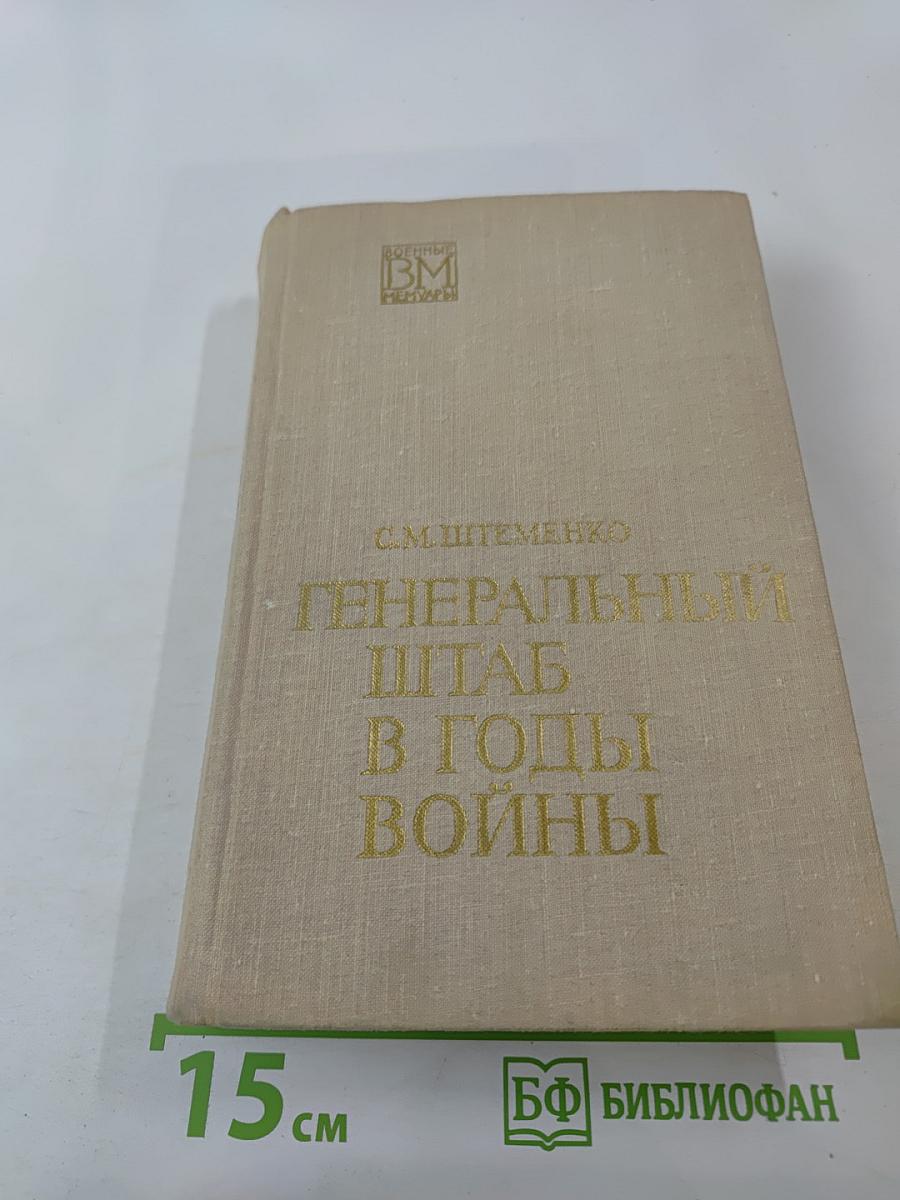 ВОЕННЫЕ
ВМ
МЕМУАРЫ
С.М.ШТЕМЕНКО
ГЕНЕРАЛЬНЫЙ
ШТАБ
В ГОДЫ
ВОЙНЫ
15 см
БФ БИБЛИОФАН